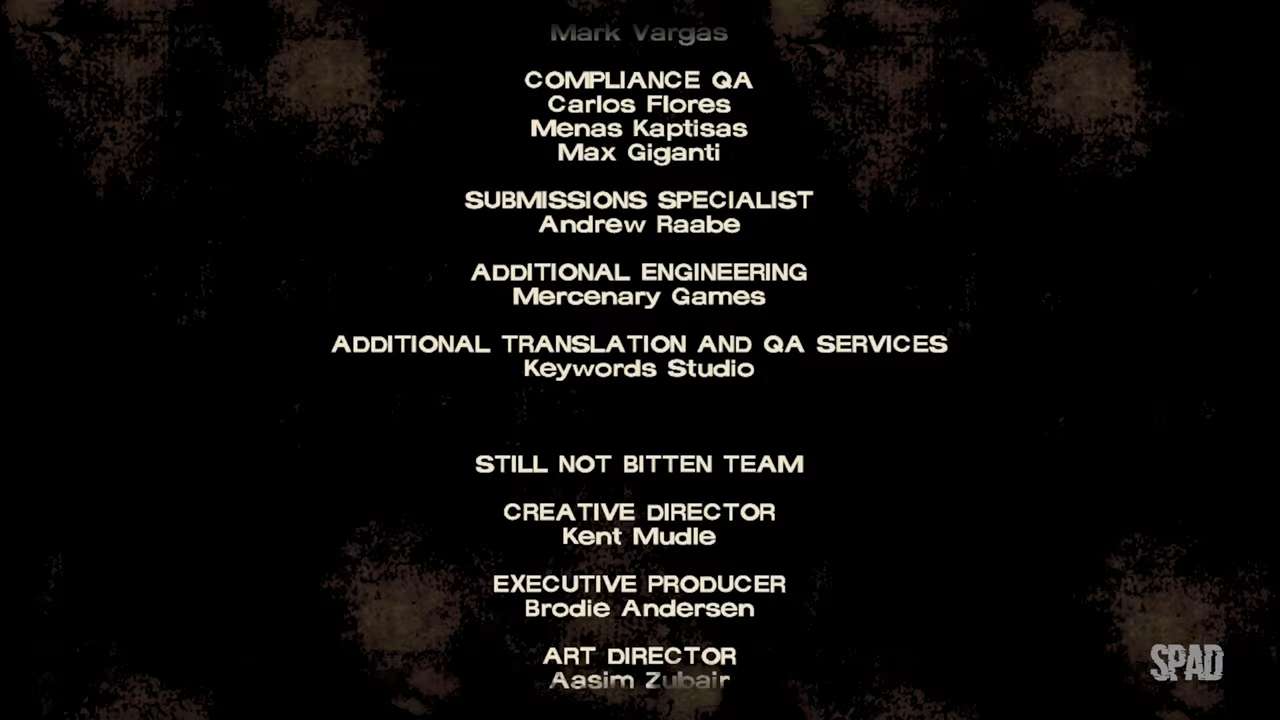 Mark Vargas
COMPLIANCE QA
Carlos Flores
Menas Kaptisas
Max Giganti
SUBMISSIONS SPECIALIST
Andrew Raabe
ADDITIONAL ENGINEERING
Mercenary Games
ADDITIONAL TRANSLATION AND QA SERVICES
Keywords Studio
STILL NOT BITTEN TEAM
CREATIVE DIRECTOR
Kent Mudle
EXECUTIVE PRODUCER
Brodie Andersen
ART DIRECTOR
Aasim Zubair
SPAD